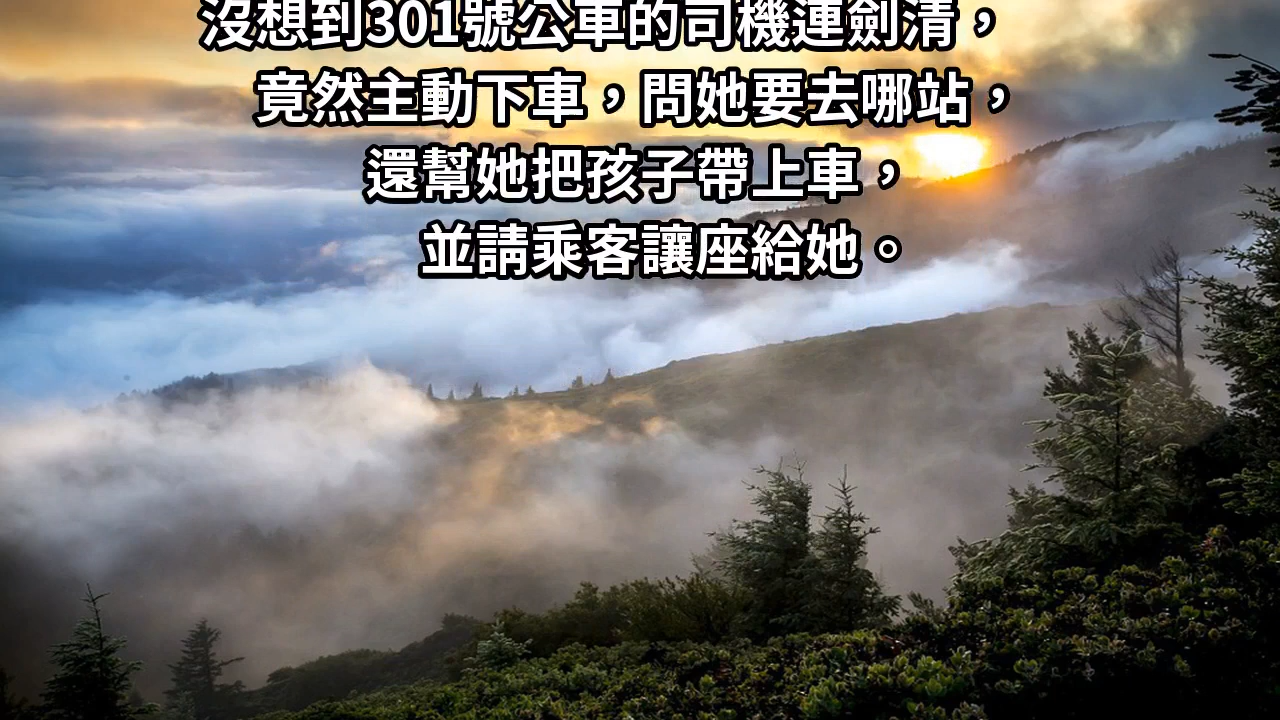 沒想到301號公車的司機連劍清，
竟然主動下車，問她要去哪站，
還幫她把孩子帶上車，
並請乘客讓座給她。